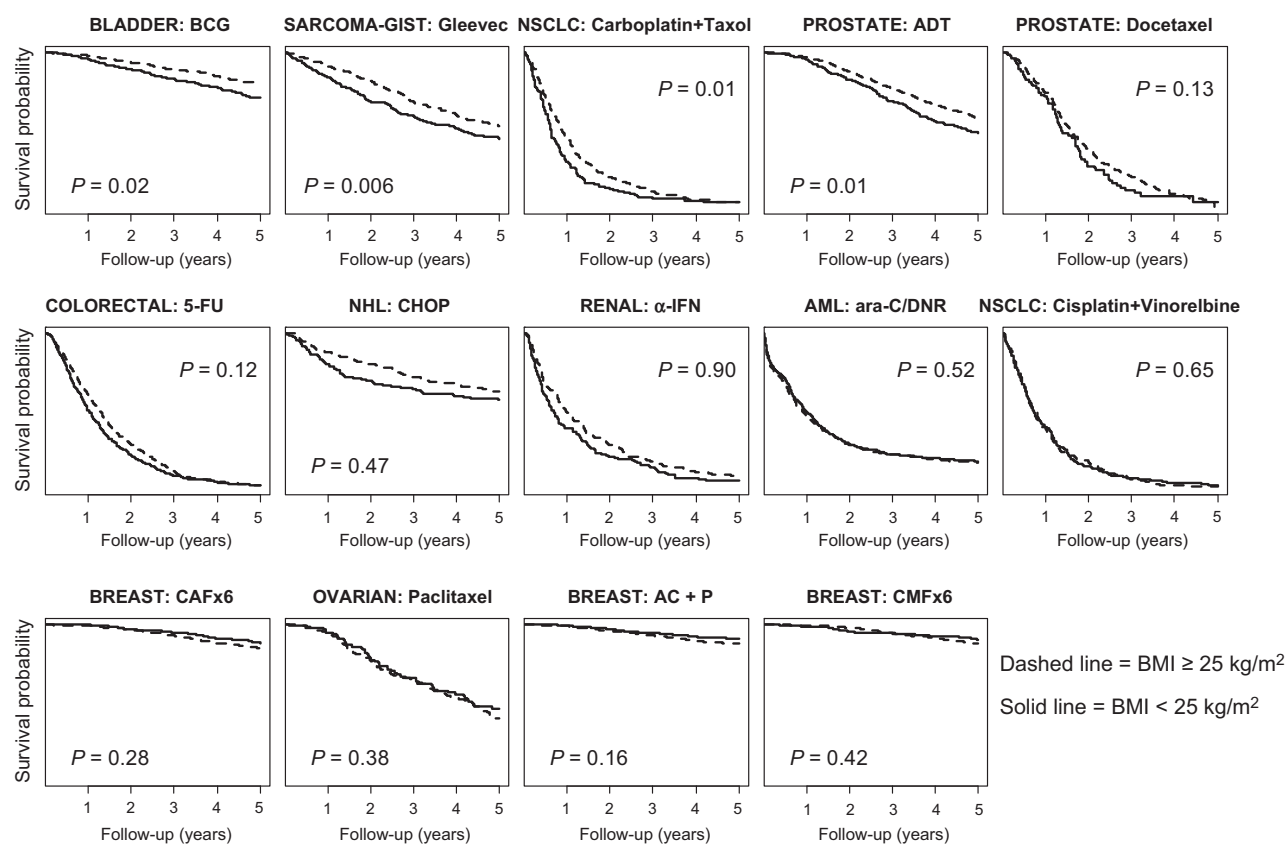 BLADDER: BCG
Survival probability
P = 0.02
1 2 3 4 5
Follow-up (years)
SARCOMA-GIST: Gleevec
P = 0.006
1 2 3 4 5
Follow-up (years)
NSCLC: Carboplatin+Taxol
P = 0.01
1 2 3 4 5
Follow-up (years)
PROSTATE: ADT
P = 0.01
1 2 3 4 5
Follow-up (years)
PROSTATE: Docetaxel
P = 0.13
1 2 3 4 5
Follow-up (years)
COLORECTAL: 5-FU
Survival probability
P = 0.12
1 2 3 4 5
Follow-up (years)
NHL: CHOP
P = 0.47
1 2 3 4 5
Follow-up (years)
RENAL: α-IFN
P = 0.90
1 2 3 4 5
Follow-up (years)
AML: ara-C/DNR
P = 0.52
1 2 3 4 5
Follow-up (years)
NSCLC: Cisplatin+Vinorelbine
P = 0.65
1 2 3 4 5
Follow-up (years)
BREAST: CAFx6
Survival probability
P = 0.28
1 2 3 4 5
Follow-up (years)
OVARIAN: Paclitaxel
P = 0.38
1 2 3 4 5
Follow-up (years)
BREAST: AC + P
P = 0.16
1 2 3 4 5
Follow-up (years)
BREAST: CMFx6
P = 0.42
1 2 3 4 5
Follow-up (years)
Dashed line = BMI ≥ 25 kg/m²
Solid line = BMI < 25 kg/m²